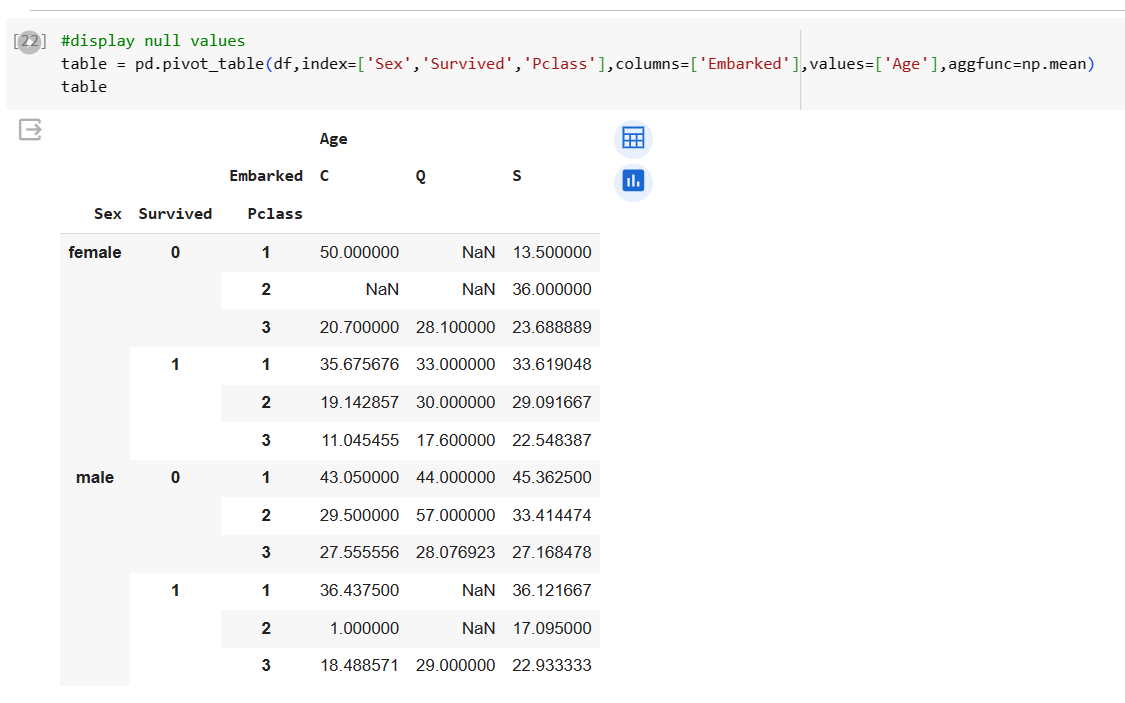 [22] #display null values
table = pd.pivot_table(df,index=['Sex','Survived','Pclass'],columns=['Embarked'],values=['Age'],aggfunc=np.mean)
table
Age
Embarked C Q S
Sex Survived Pclass
female 0 1 50.000000 NaN 13.500000
2 NaN NaN 36.000000
3 20.700000 28.100000 23.688889
1 1 35.675676 33.000000 33.619048
2 19.142857 30.000000 29.091667
3 11.045455 17.600000 22.548387
male 0 1 43.050000 44.000000 45.362500
2 29.500000 57.000000 33.414474
3 27.555556 28.076923 27.168478
1 1 36.437500 NaN 36.121667
2 1.000000 NaN 17.095000
3 18.488571 29.000000 22.933333